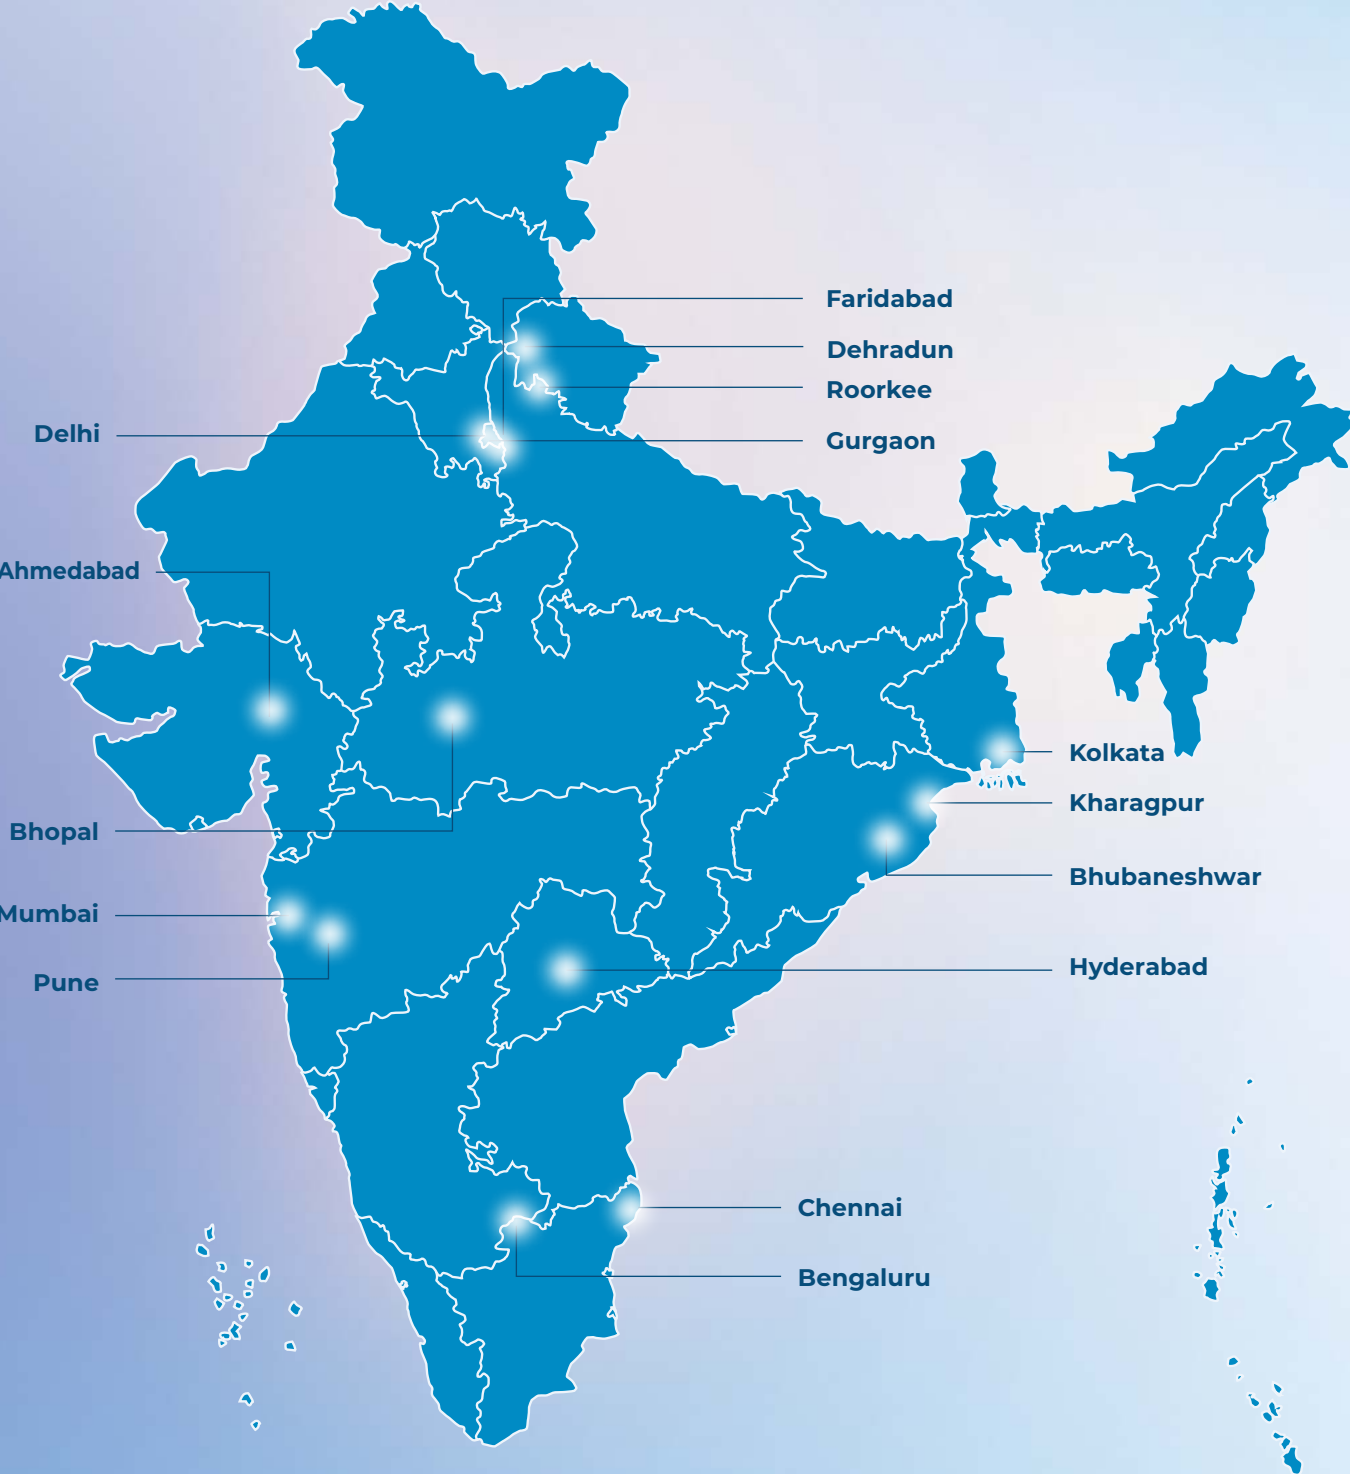 Faridabad
Dehradun
Roorkee
Delhi
Gurgaon
Ahmedabad
Kolkata
Kharagpur
Bhopal
Bhubaneshwar
Mumbai
Hyderabad
Pune
Chennai
Bengaluru